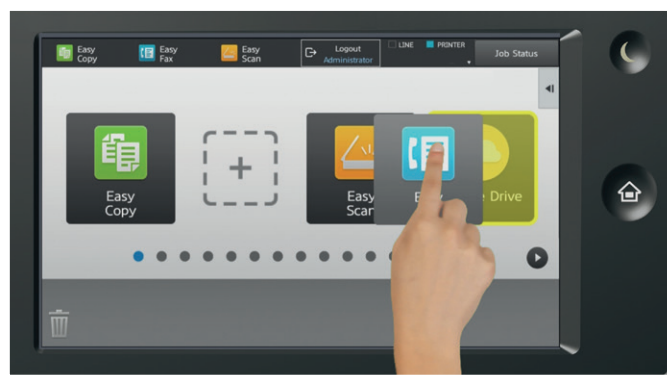 Easy
Copy
Easy
Fax
Easy
Scan
Logout
Administrator
LINE
PRINTER
Job Status
Easy
Copy
Easy
Scan
Drive